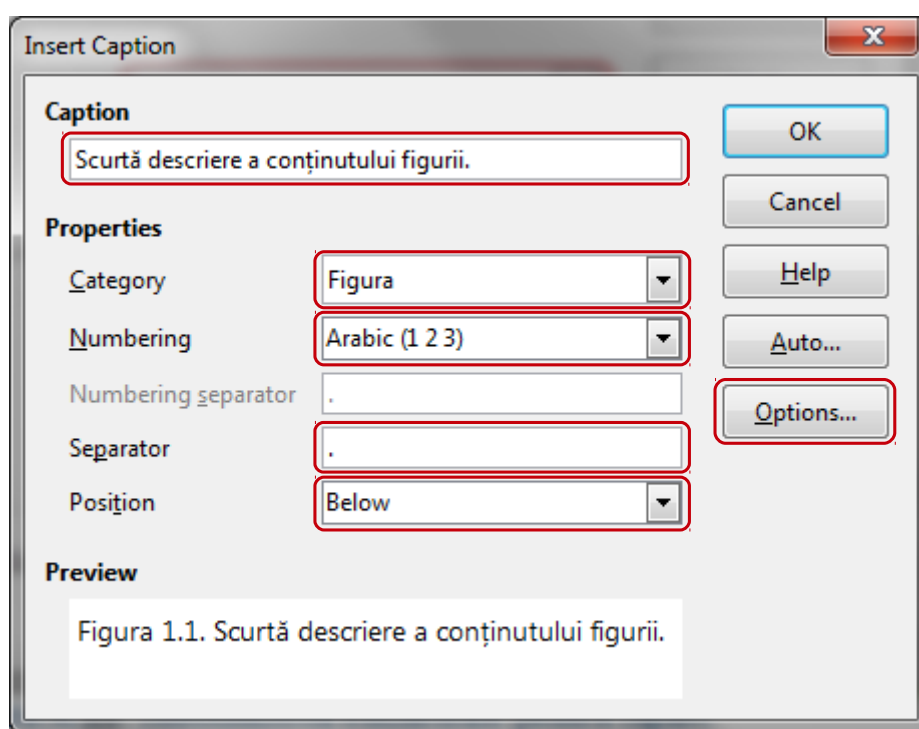 Insert Caption
Caption
Scurtă descriere a conținutului figurii.
Properties
Category Figura
Numbering Arabic (1 2 3)
Numbering separator .
Separator .
Position Below
Preview
Figura 1.1. Scurtă descriere a conținutului figurii.
OK
Cancel
Help
Auto...
Options...